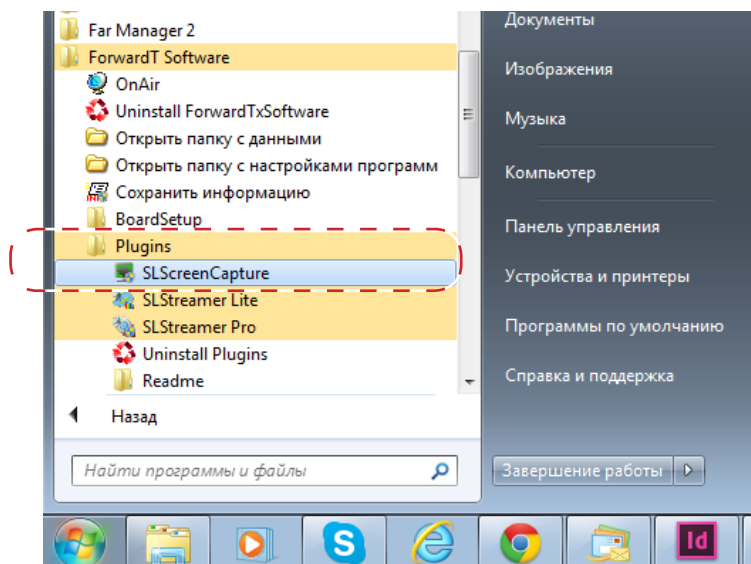 Far Manager 2
ForwardT Software
OnAir
Uninstall ForwardTxSoftware
Открыть папку с данными
Открыть папку с настройками программ
Сохранить информацию
BoardSetup
Plugins
SLScreenCapture
SLStreamer Lite
SLStreamer Pro
Uninstall Plugins
Readme
Назад
Найти программы и файлы
Документы
Изображения
Музыка
Компьютер
Панель управления
Устройства и принтеры
Программы по умолчанию
Справка и поддержка
Завершение работы
INI
S
Id